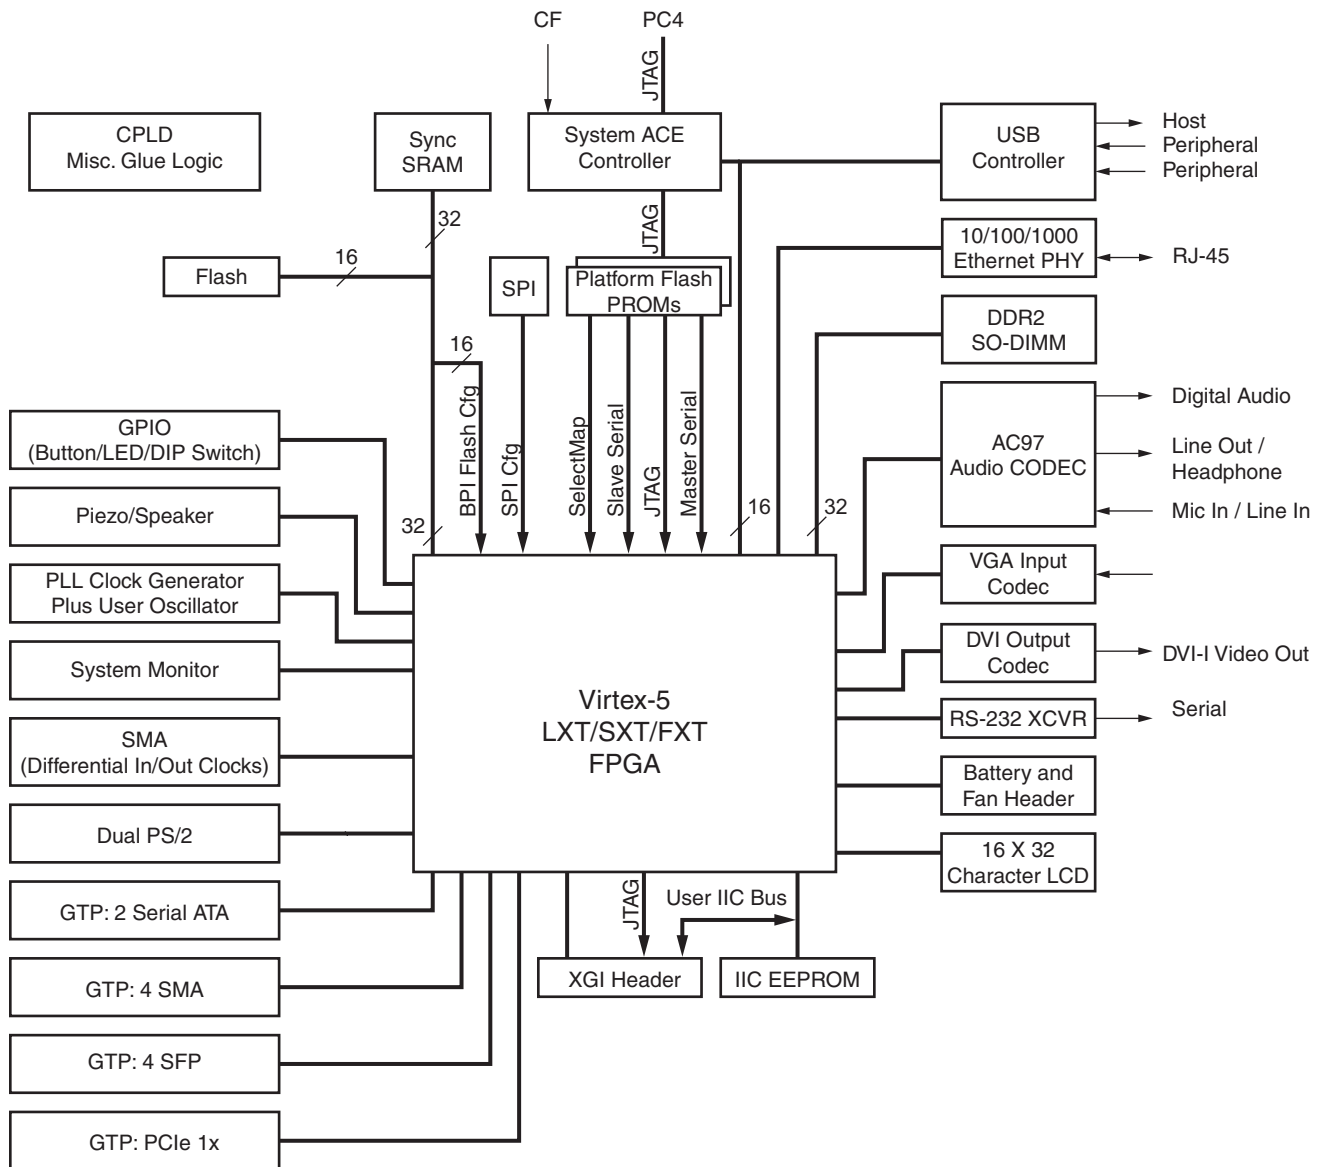 CF
PC4
JTAG
CPLD
Misc. Glue Logic
Sync
SRAM
System ACE
Controller
USB
Controller
Host
Peripheral
Peripheral
32
JTAG
10/100/1000
Ethernet PHY
RJ-45
Flash
16
SPI
Platform Flash
PROMs
DDR2
SO-DIMM
16
BPI Flash Cfg
SPI Cfg
SelectMap
Slave Serial
JTAG
Master Serial
32
16
32
AC97
Audio CODEC
Digital Audio
Line Out /
Headphone
Mic In / Line In
GPIO
(Button/LED/DIP Switch)
Piezo/Speaker
PLL Clock Generator
Plus User Oscillator
System Monitor
SMA
(Differential In/Out Clocks)
Dual PS/2
GTP: 2 Serial ATA
GTP: 4 SMA
GTP: 4 SFP
GTP: PCIe 1x
Virtex-5
LXT/SXT/FXT
FPGA
VGA Input
Codec
DVI Output
Codec
DVI-I Video Out
RS-232 XCVR
Serial
Battery and
Fan Header
16 X 32
Character LCD
JTAG
User IIC Bus
XGI Header
IIC EEPROM